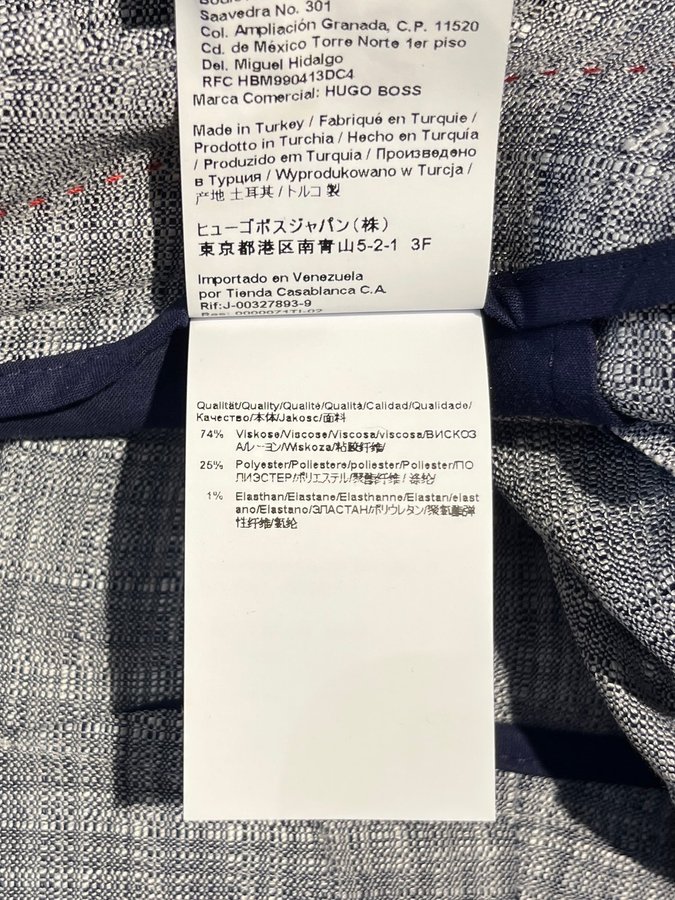 Saavedra No. 301
Col. Ampliación Granada, C.P. 11520
Cd. de México Torre Norte 1er piso
Del. Miguel Hidalgo
RFC HBM990413DC4
Marca Comercial: HUGO BOSS
Made in Turkey / Fabriqué en Turquie /
Prodotto in Turchia / Hecho en Turquía
/ Produzido em Turquia / Произведено
в Турция / Wyprodukowano w Turcja /
产地 土耳其 / トルコ 製
ヒューゴボスジャパン(株)
東京都港区南青山5-2-1 3F
Importado en Venezuela
por Tienda Casablanca C.A.
Rif:J-00327893-9
Qualität/Quality/Qualité/Qualità/Calidad/Qualidade/
Качество/本体/Jakosc/面料
74% Viskose/Viscose/Viscosa/viscosa/ВИСКОЗ
А/レーヨン/Wiskoza/粘胶纤维/
25% Polyester/Poliestere/poliester/Poliester/ПО
ЛИЭСТЕР/ポリエステル/聚酯纤维/ 涤纶/
1% Elasthan/Elastane/Elasthanne/Elastan/elast
ano/Elastano/ЭЛАСТАН/ポリウレタン/聚氨酯弹
性纤维/氨纶